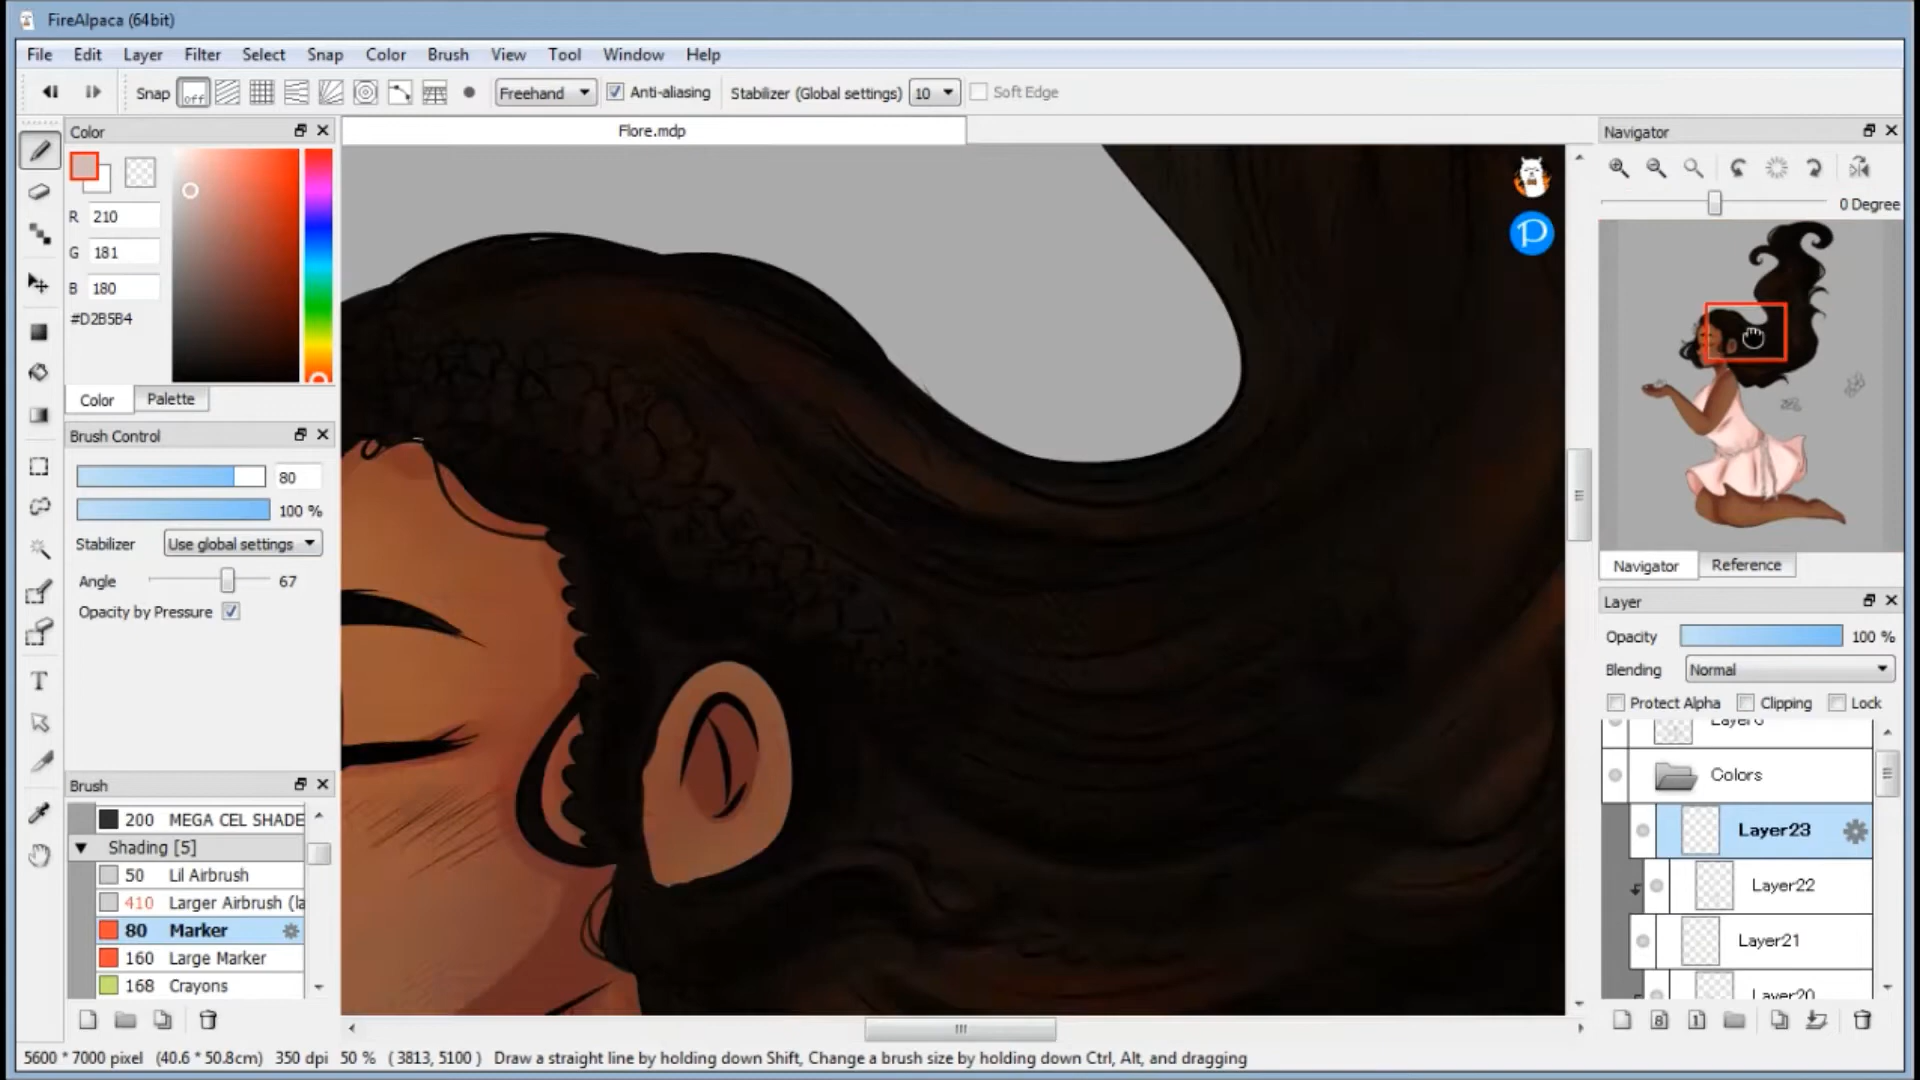 FireAlpaca (64bit)
File Edit Layer Filter Select Snap Color Brush View Tool Window Help
Snap off Freehand Anti-aliasing Stabilizer (Global settings) 10 Soft Edge
Color
Flore.mdp
Navigator
R 210
G 181
B 180
#D2B5B4
0 Degree
Color Palette
Brush Control
80
100 %
Stabilizer Use global settings
Angle 67
Opacity by Pressure
Navigator Reference
Layer
Opacity 100 %
Blending Normal
Protect Alpha Clipping Lock
Colors
Layer23
Layer22
Layer21
Layer20
Brush
200 MEGA CEL SHADE
Shading [5]
50 Lil Airbrush
410 Larger Airbrush (la
80 Marker
160 Large Marker
168 Crayons
8 1
5600 * 7000 pixel (40.6 * 50.8cm) 350 dpi 50 % ( 3813, 5100 ) Draw a straight line by holding down Shift, Change a brush size by holding down Ctrl, Alt, and dragging